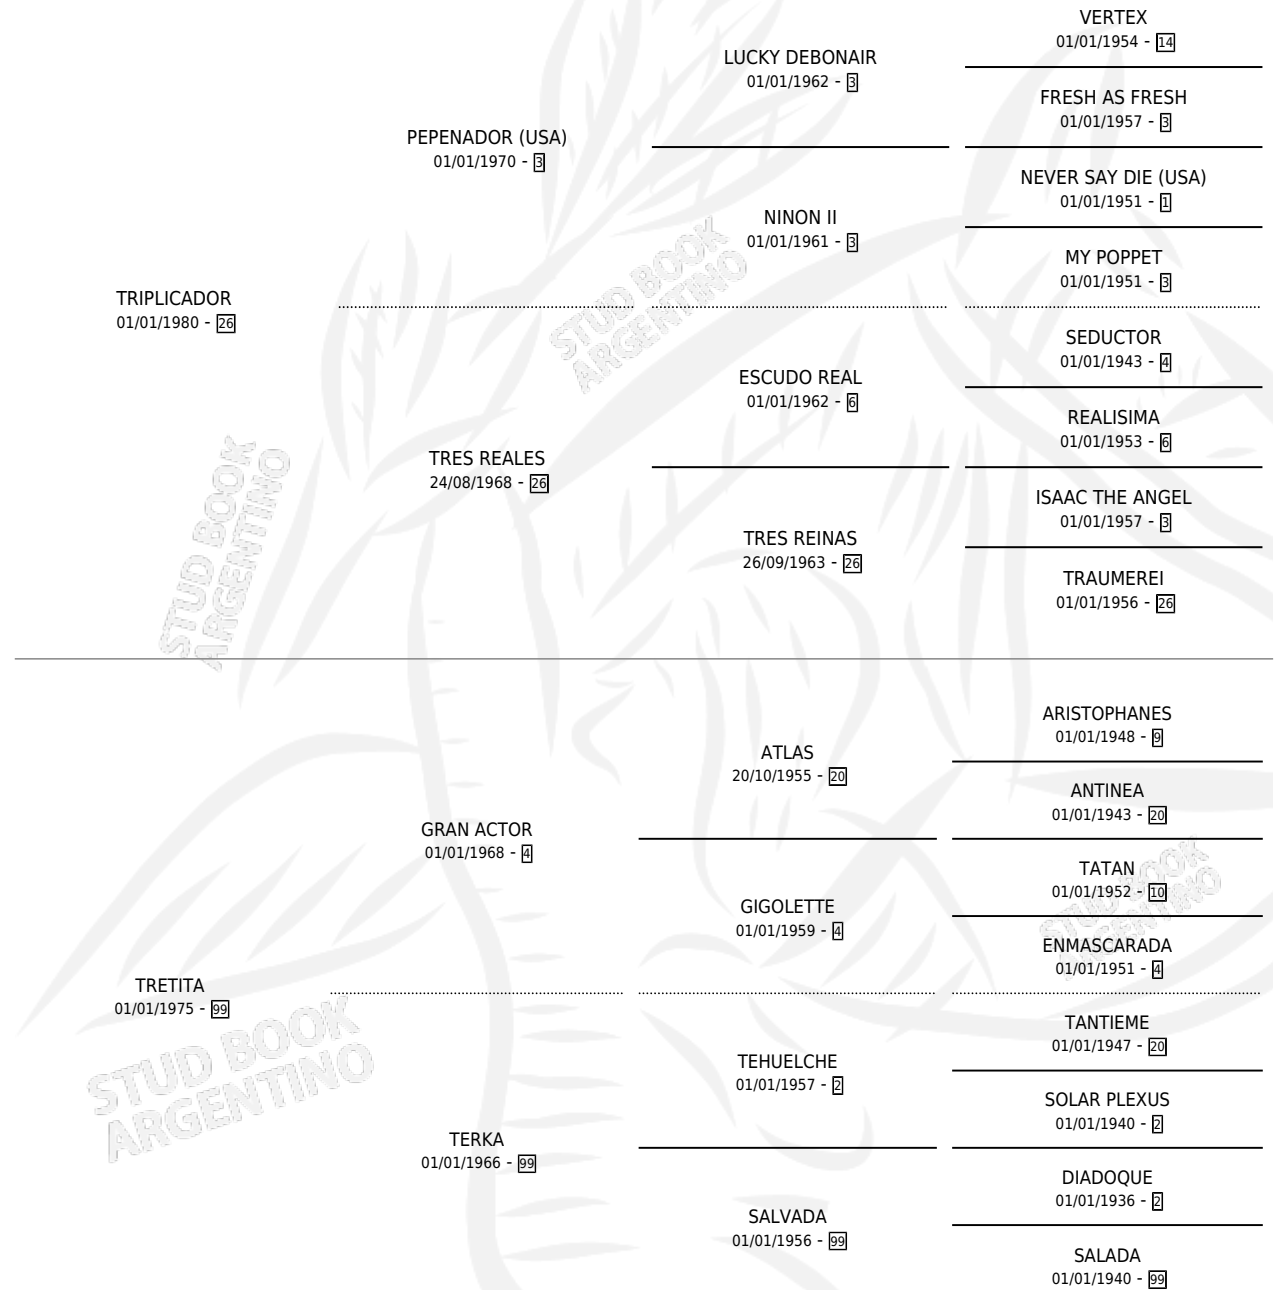 VERTEX
01/01/1954 - 14
LUCKY DEBONAIR
01/01/1962 - 3
FRESH AS FRESH
01/01/1957 - 3
PEPENADOR (USA)
01/01/1970 - 3
NEVER SAY DIE (USA)
01/01/1951 - 1
NINON II
01/01/1961 - 3
MY POPPET
01/01/1951 - 3
TRIPLICADOR
01/01/1980 - 26
SEDUCTOR
01/01/1943 - 4
ESCUDO REAL
01/01/1962 - 6
REALISIMA
01/01/1953 - 6
TRES REALES
24/08/1968 - 26
ISAAC THE ANGEL
01/01/1957 - 3
TRES REINAS
26/09/1963 - 26
TRAUMEREI
01/01/1956 - 26
STUD BOOK
ARGENTINO
STUD BOOK
ARGENTINO
ARISTOPHANES
01/01/1948 - 9
ATLAS
20/10/1955 - 20
ANTINEA
01/01/1943 - 20
GRAN ACTOR
01/01/1968 - 4
TATAN
01/01/1952 - 10
GIGOLETTE
01/01/1959 - 4
ENMASCARADA
01/01/1951 - 4
TRETITA
01/01/1975 - 99
TANTIEME
01/01/1947 - 20
TEHUELCHE
01/01/1957 - 2
SOLAR PLEXUS
01/01/1940 - 2
TERKA
01/01/1966 - 99
DIADOQUE
01/01/1936 - 2
SALVADA
01/01/1956 - 99
SALADA
01/01/1940 - 99
STUD BOOK
ARGENTINO
STUD BOOK
ARGENTINO